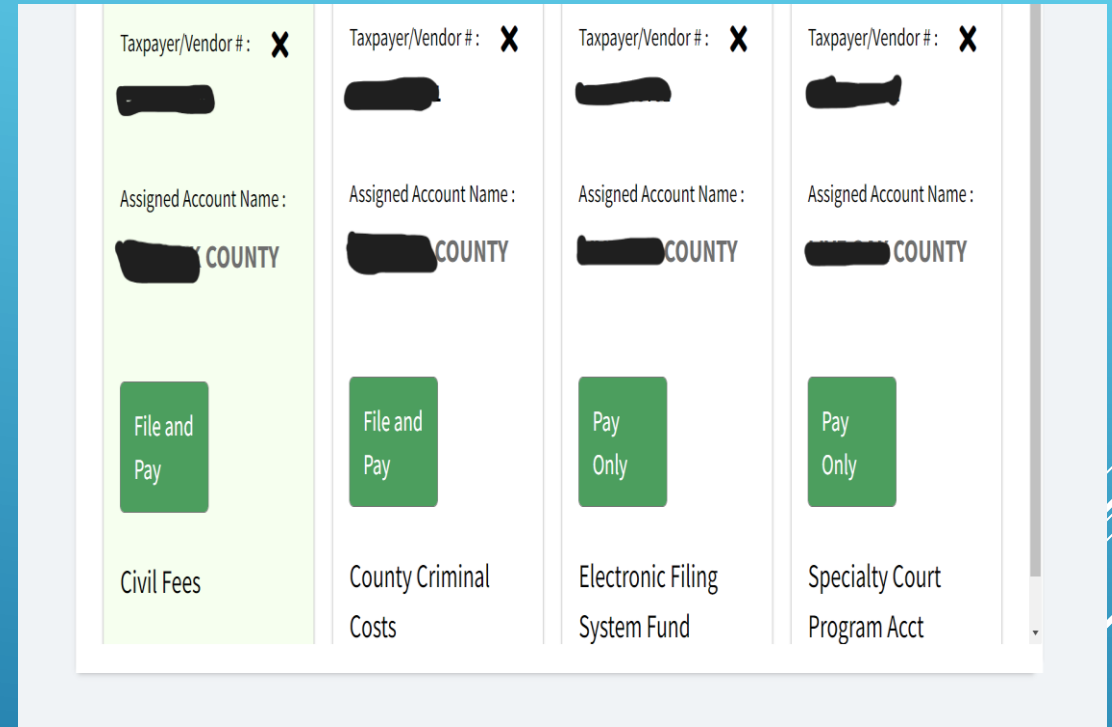 Taxpayer/Vendor # :
Assigned Account Name :
COUNTY
File and
Pay
Civil Fees
Taxpayer/Vendor # :
Assigned Account Name :
COUNTY
File and
Pay
County Criminal
Costs
Taxpayer/Vendor # :
Assigned Account Name :
COUNTY
Pay
Only
Electronic Filing
System Fund
Taxpayer/Vendor # :
Assigned Account Name :
COUNTY
Pay
Only
Specialty Court
Program Acct